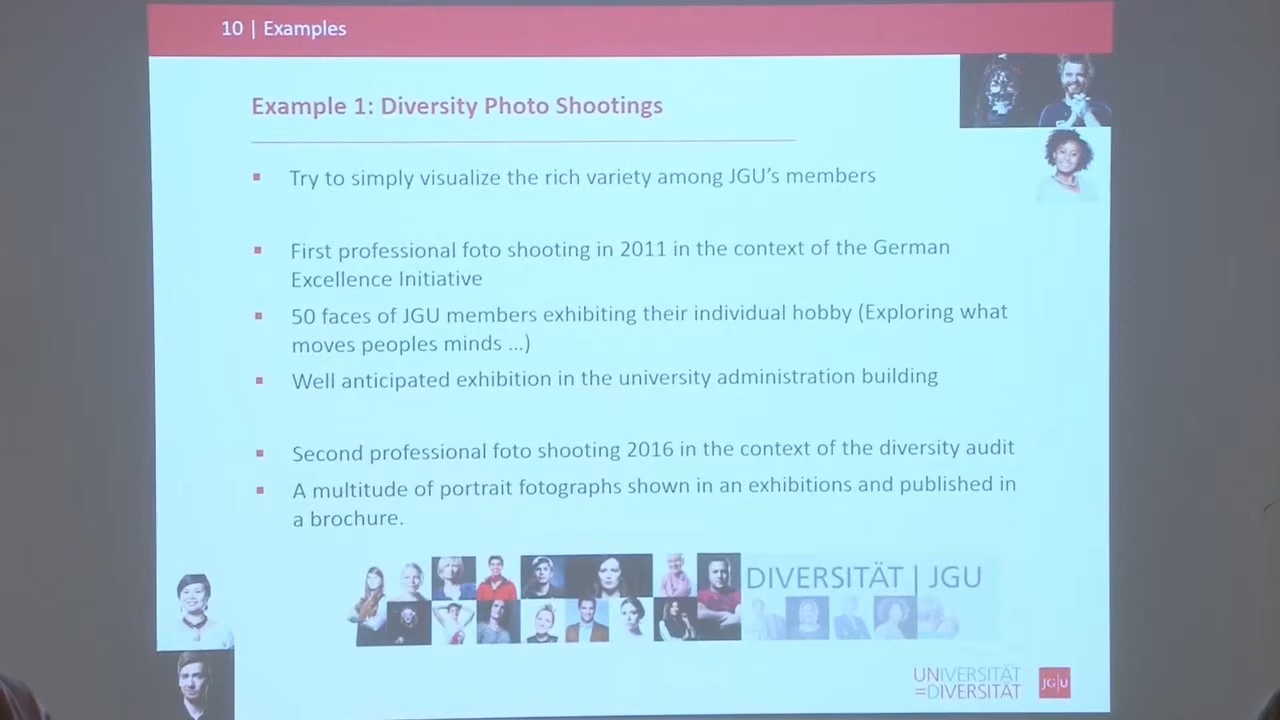 10 | Examples
Example 1: Diversity Photo Shootings
Try to simply visualize the rich variety among JGU's members
First professional foto shooting in 2011 in the context of the German
Excellence Initiative
50 faces of JGU members exhibiting their individual hobby (Exploring what
moves peoples minds ...)
Well anticipated exhibition in the university administration building
Second professional foto shooting 2016 in the context of the diversity audit
A multitude of portrait fotographs shown in an exhibitions and published in
a brochure.
DIVERSITÄT | JGU
UNIVERSITÄT
=DIVERSITÄT
JG|U